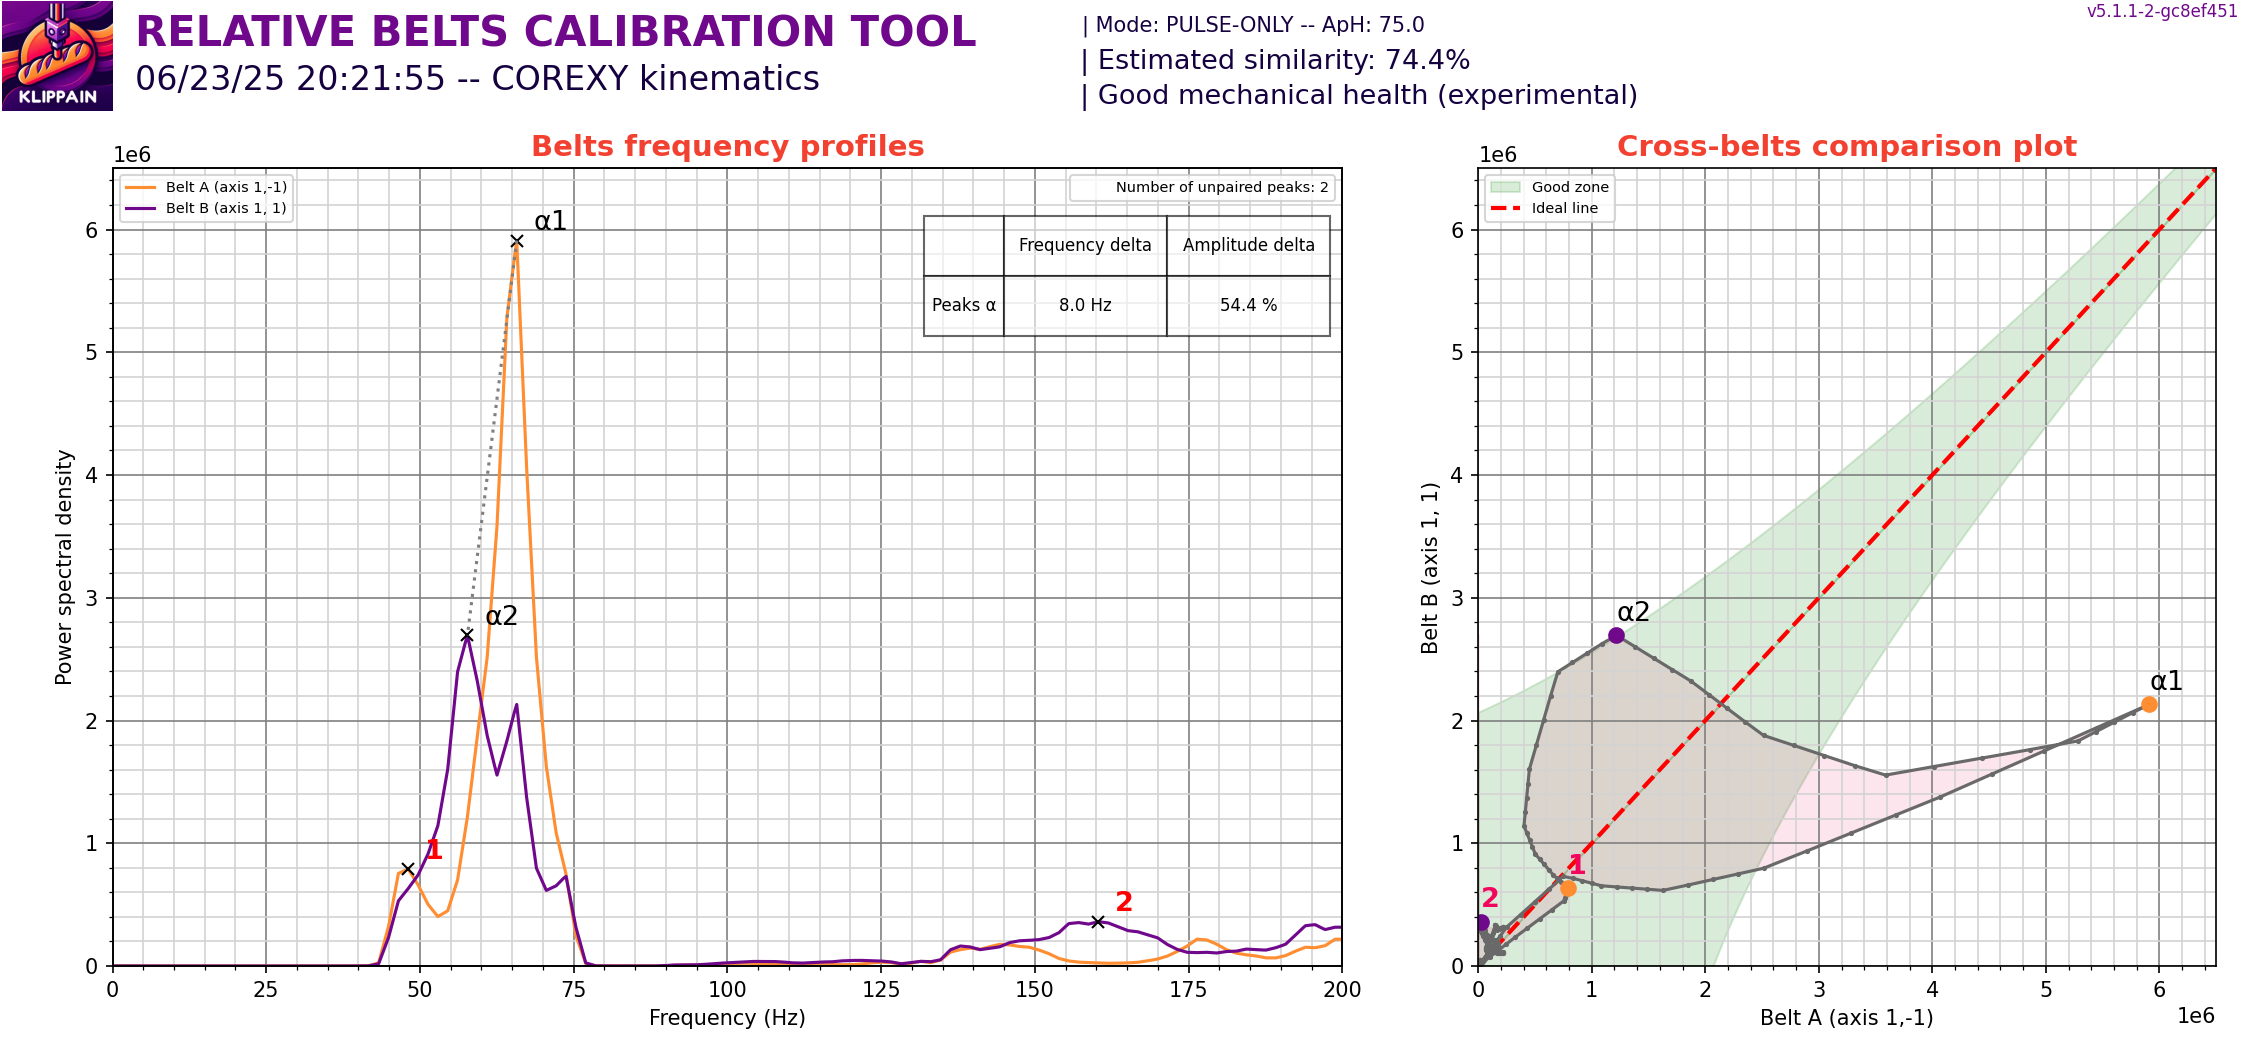 KLIPPAIN
RELATIVE BELTS CALIBRATION TOOL
06/23/25 20:21:55 -- COREXY kinematics
| Mode: PULSE-ONLY -- ApH: 75.0
| Estimated similarity: 74.4%
| Good mechanical health (experimental)
v5.1.1-2-gc8ef451
Belts frequency profiles
1e6
Belt A (axis 1,-1)
Belt B (axis 1, 1)
Number of unpaired peaks: 2
Frequency delta Amplitude delta
Peaks α 8.0 Hz 54.4 %
α1
α2
1
2
Power spectral density
6
5
4
3
2
1
0
0 25 50 75 100 125 150 175 200
Frequency (Hz)
Cross-belts comparison plot
1e6
Good zone
Ideal line
α2
α1
1
2
Belt B (axis 1, 1)
6
5
4
3
2
1
0
0 1 2 3 4 5 6
Belt A (axis 1,-1)
1e6